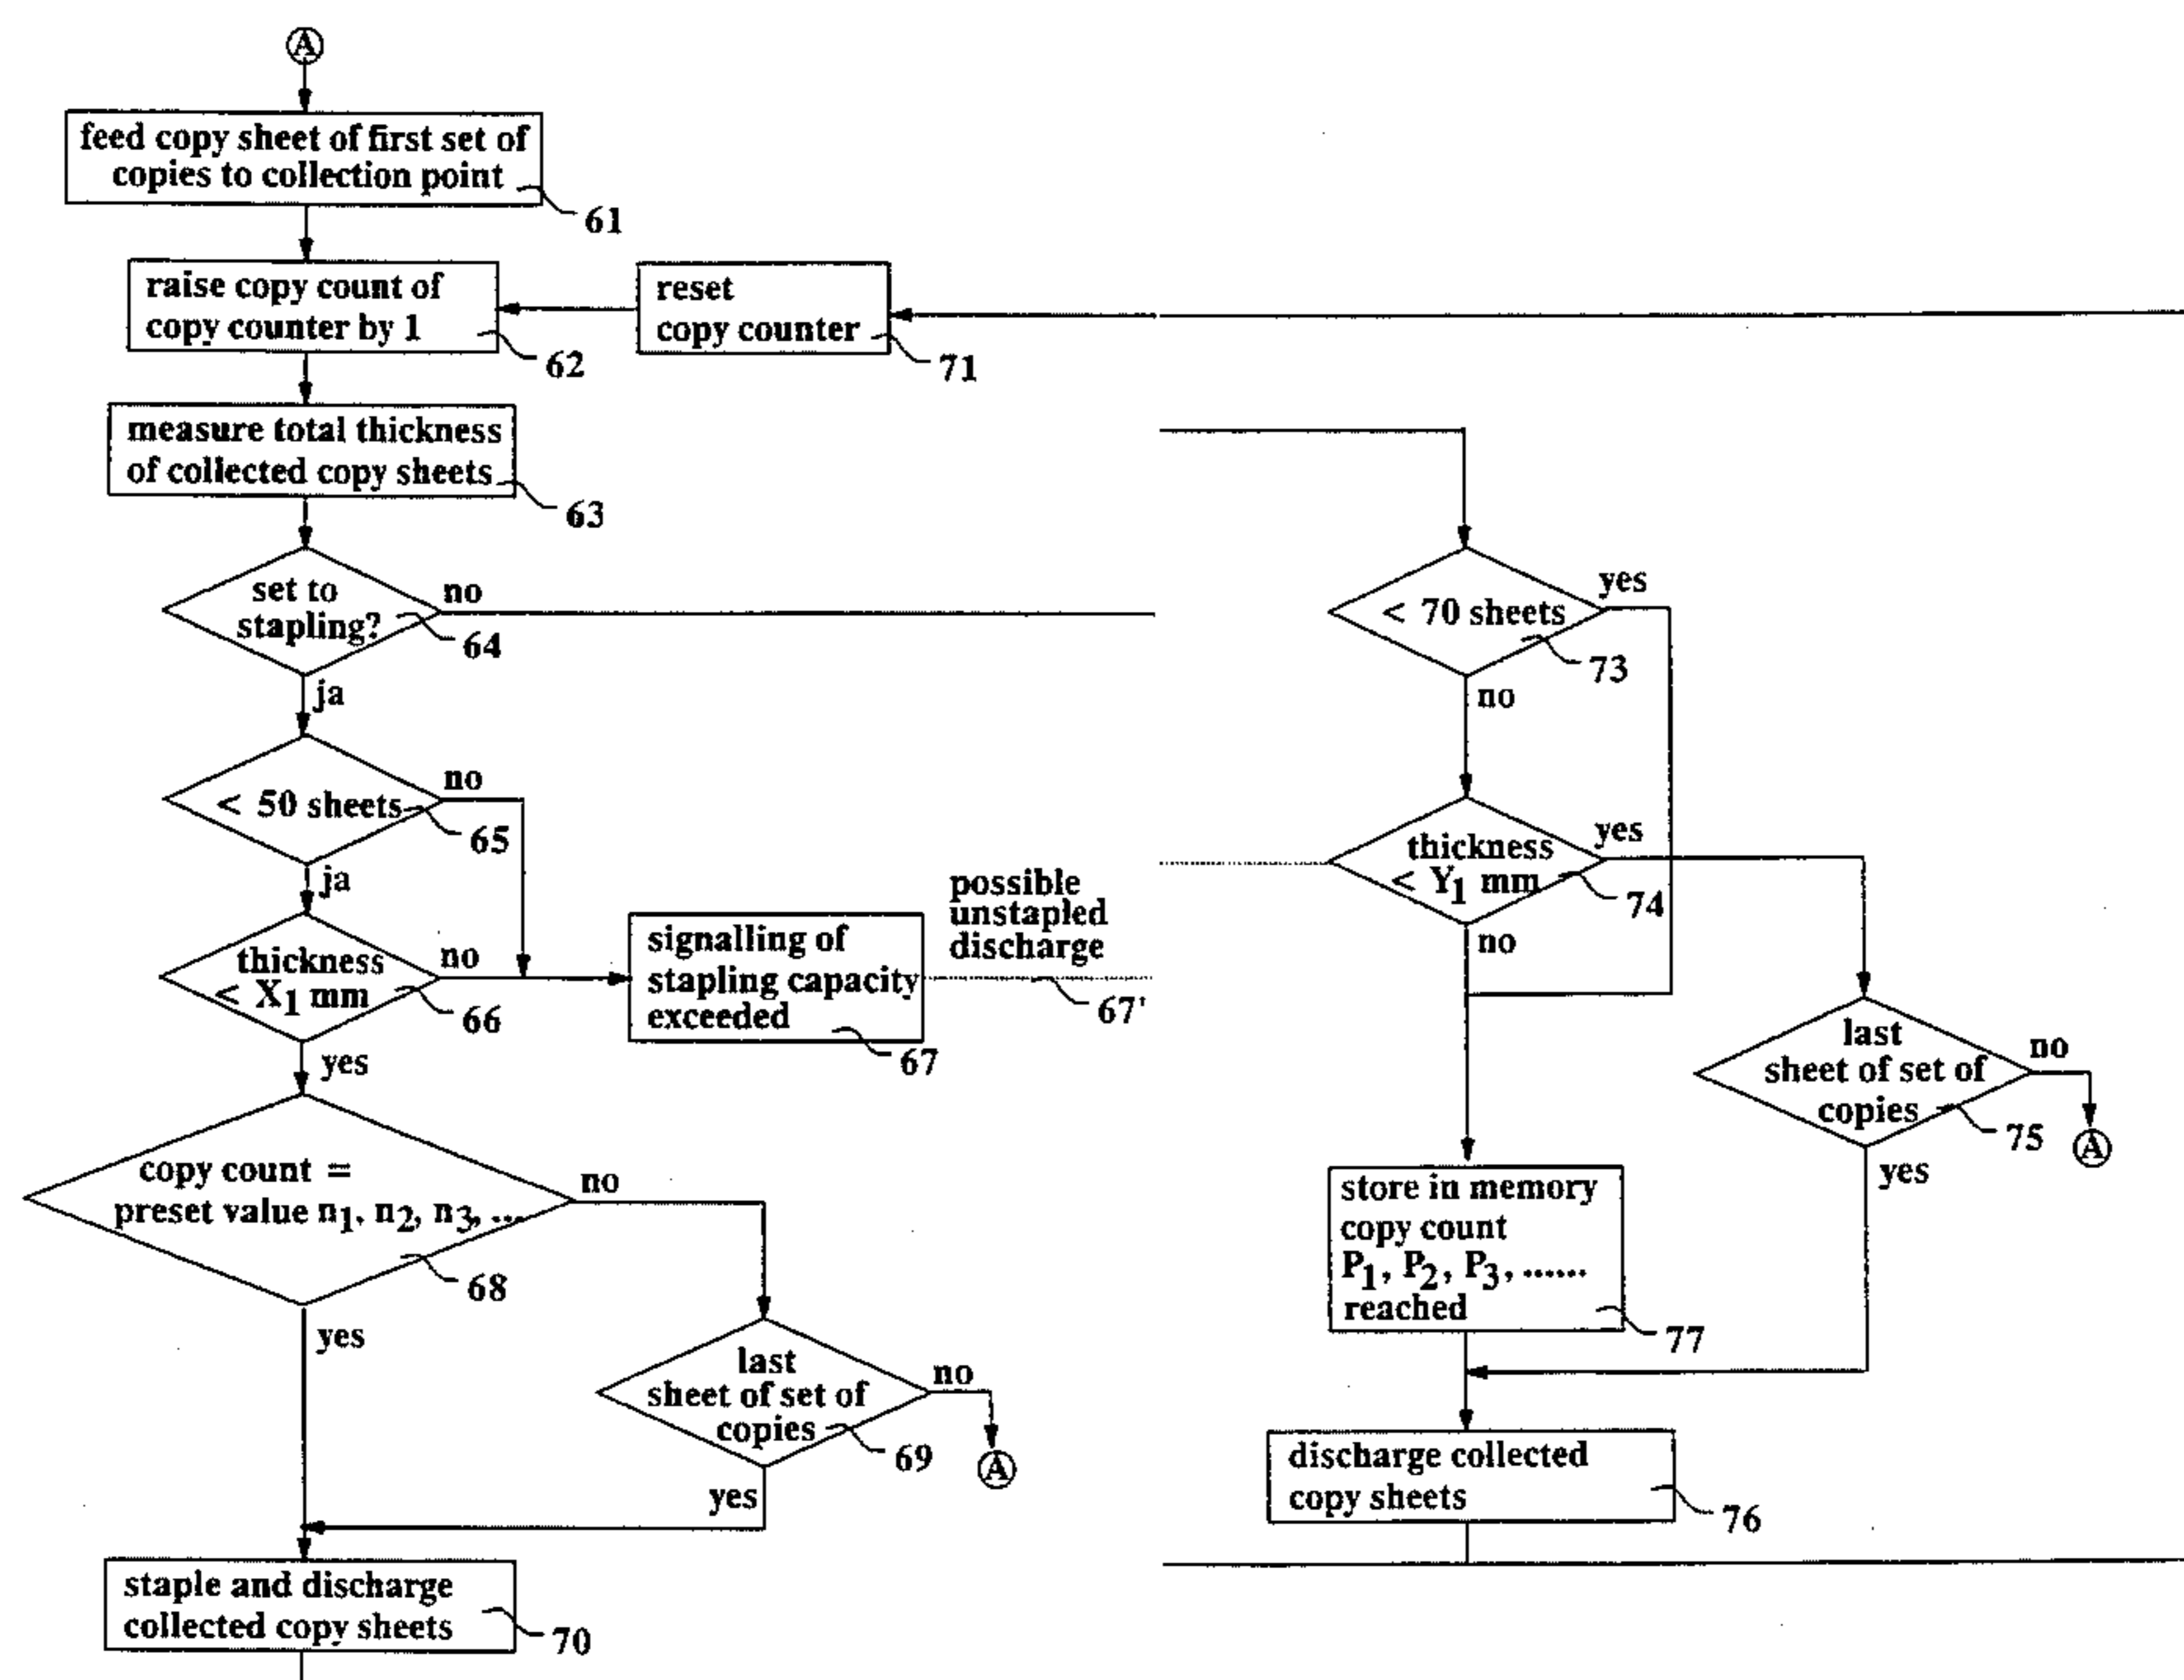 A
feed copy sheet of first set of
copies to collection point
61
raise copy count of
copy counter by 1
62
reset
copy counter
71
measure total thickness
of collected copy sheets
63
set to
stapling?
64
no
ja
< 50 sheets
65
no
ja
thickness
< X1 mm
66
no
yes
signalling of
stapling capacity
exceeded
67
possible
unstapled
discharge
67'
copy count =
preset value n1, n2, n3, ...
68
no
yes
last
sheet of set of
copies
69
no
A
yes
staple and discharge
collected copy sheets
70
< 70 sheets
73
yes
no
thickness
< Y1 mm
74
yes
no
last
sheet of set of
copies
75
no
A
yes
store in memory
copy count
P1, P2, P3, ......
reached
77
discharge collected
copy sheets
76